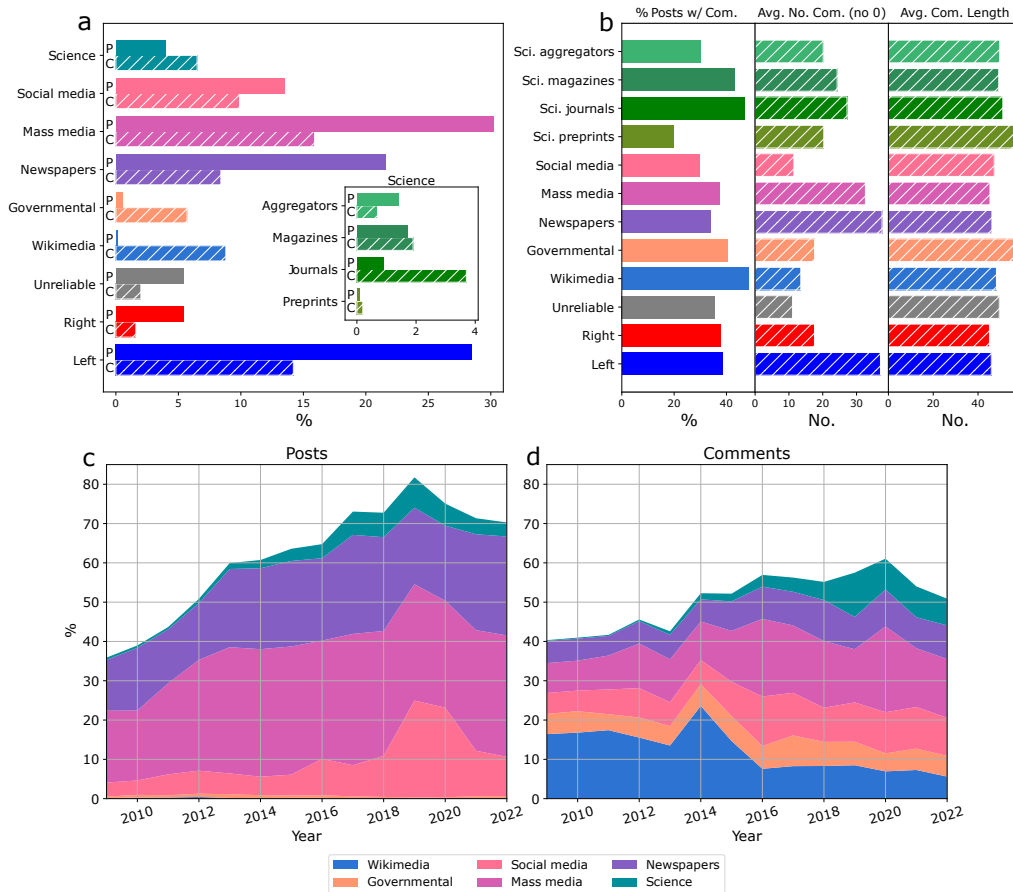 a
Science
Social media
Mass media
Newspapers
Governmental
Wikimedia
Unreliable
Right
Left
P
C
P
C
P
C
P
C
P
C
P
C
P
C
P
C
P
C
0 5 10 15 20 25 30
%
Science
Aggregators
Magazines
Journals
Preprints
P
C
P
C
P
C
P
C
0 2 4
b
% Posts w/ Com. Avg. No. Com. (no 0) Avg. Com. Length
Sci. aggregators
Sci. magazines
Sci. journals
Sci. preprints
Social media
Mass media
Newspapers
Governmental
Wikimedia
Unreliable
Right
Left
0 20 40 0 10 20 30 0 20 40
% No. No.
c
Posts
80
70
60
50
40
30
20
10
0
%
2010 2012 2014 2016 2018 2020 2022
Year
d
Comments
80
70
60
50
40
30
20
10
0
2010 2012 2014 2016 2018 2020 2022
Year
Wikimedia Social media Newspapers
Governmental Mass media Science